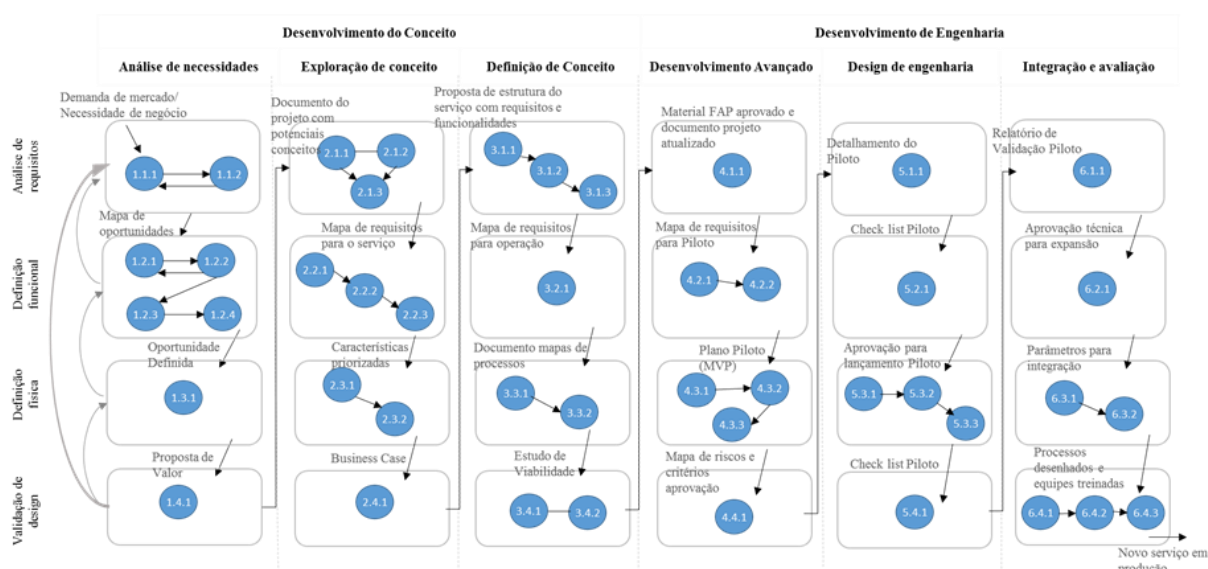 Desenvolvimento do Conceito
Desenvolvimento de Engenharia
Análise de necessidades
Exploração de conceito
Definição de Conceito
Desenvolvimento Avançado
Design de engenharia
Integração e avaliação
Análise de
requisitos
Demanda de mercado/
Necessidade de negócio
1.1.1
1.1.2
Documento do
projeto com
potenciais
conceitos
2.1.1
2.1.2
2.1.3
Proposta de estrutura do
serviço com requisitos e
funcionalidades
3.1.1
3.1.2
3.1.3
Material FAP aprovado e
documento projeto
atualizado
4.1.1
Detalhamento do
Piloto
5.1.1
Relatório de
Validação Piloto
6.1.1
Definição
funcional
Mapa de
oportunidades
1.2.1
1.2.2
1.2.3
1.2.4
Mapa de requisitos
para o serviço
2.2.1
2.2.2
2.2.3
Mapa de requisitos
para operação
3.2.1
Mapa de requisitos
para Piloto
4.2.1
4.2.2
Check list Piloto
5.2.1
Aprovação técnica
para expansão
6.2.1
Definição
física
Oportunidade
Definida
1.3.1
Características
priorizadas
2.3.1
2.3.2
Documento mapas de
processos
3.3.1
3.3.2
Plano Piloto
(MVP)
4.3.1
4.3.2
4.3.3
Aprovação para
lançamento Piloto
5.3.1
5.3.2
5.3.3
Parâmetros para
integração
6.3.1
6.3.2
Validação de
design
Proposta de
Valor
1.4.1
Business Case
2.4.1
Estudo de
Viabilidade
3.4.1
3.4.2
Mapa de riscos e
critérios
aprovação
4.4.1
Check list Piloto
5.4.1
Processos
desenhados e
equipes treinadas
6.4.1
6.4.2
6.4.3
Novo serviço em
produção